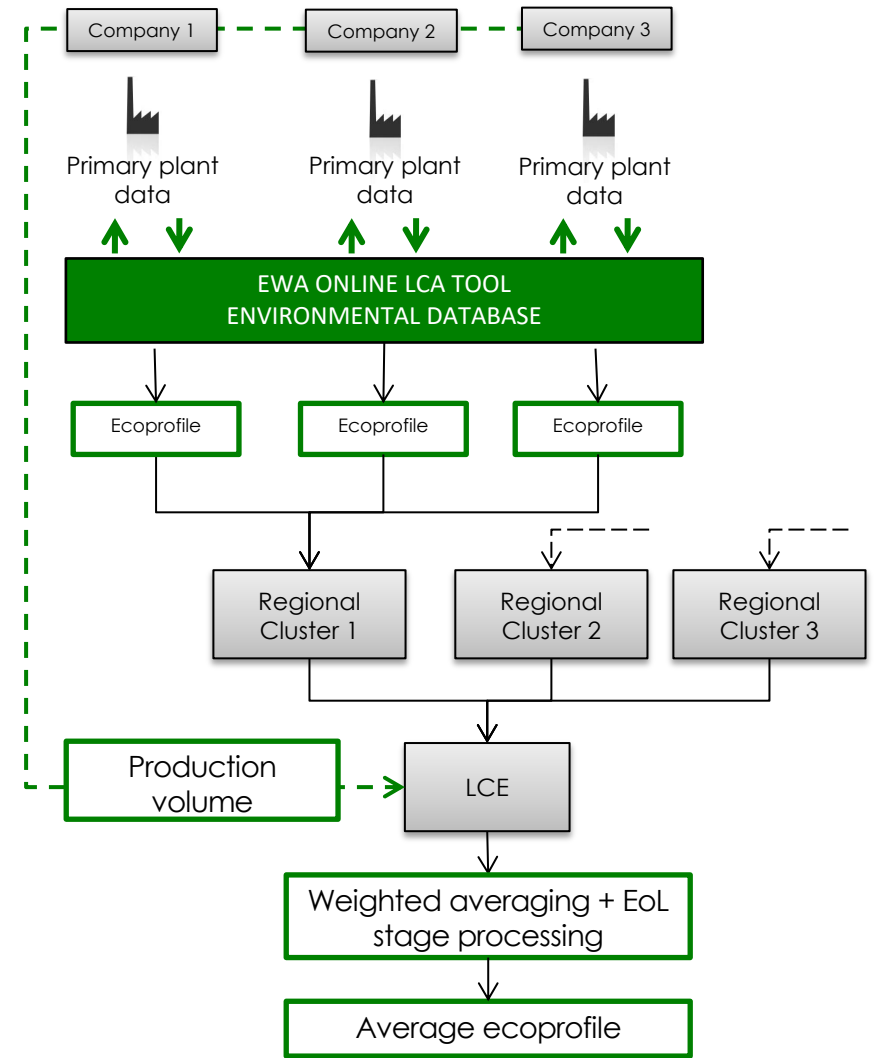 Company 1
Company 2
Company 3
Primary plant
data
Primary plant
data
Primary plant
data
EWA ONLINE LCA TOOL
ENVIRONMENTAL DATABASE
Ecoprofile
Ecoprofile
Ecoprofile
Regional
Cluster 1
Regional
Cluster 2
Regional
Cluster 3
Production
volume
LCE
Weighted averaging + EoL
stage processing
Average ecoprofile